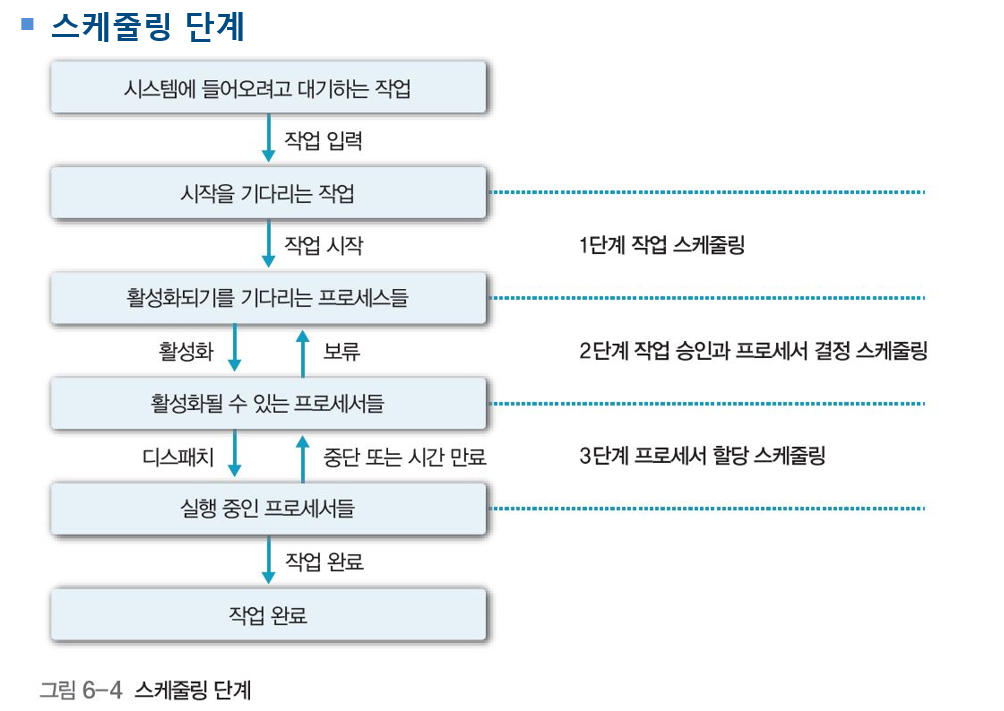 스케줄링 단계
시스템에 들어오려고 대기하는 작업
작업 입력
시작을 기다리는 작업
작업 시작
1단계 작업 스케줄링
활성화되기를 기다리는 프로세스들
활성화
보류
2단계 작업 승인과 프로세서 결정 스케줄링
활성화될 수 있는 프로세서들
디스패치
중단 또는 시간 만료
3단계 프로세서 할당 스케줄링
실행 중인 프로세서들
작업 완료
작업 완료
그림 6-4 스케줄링 단계